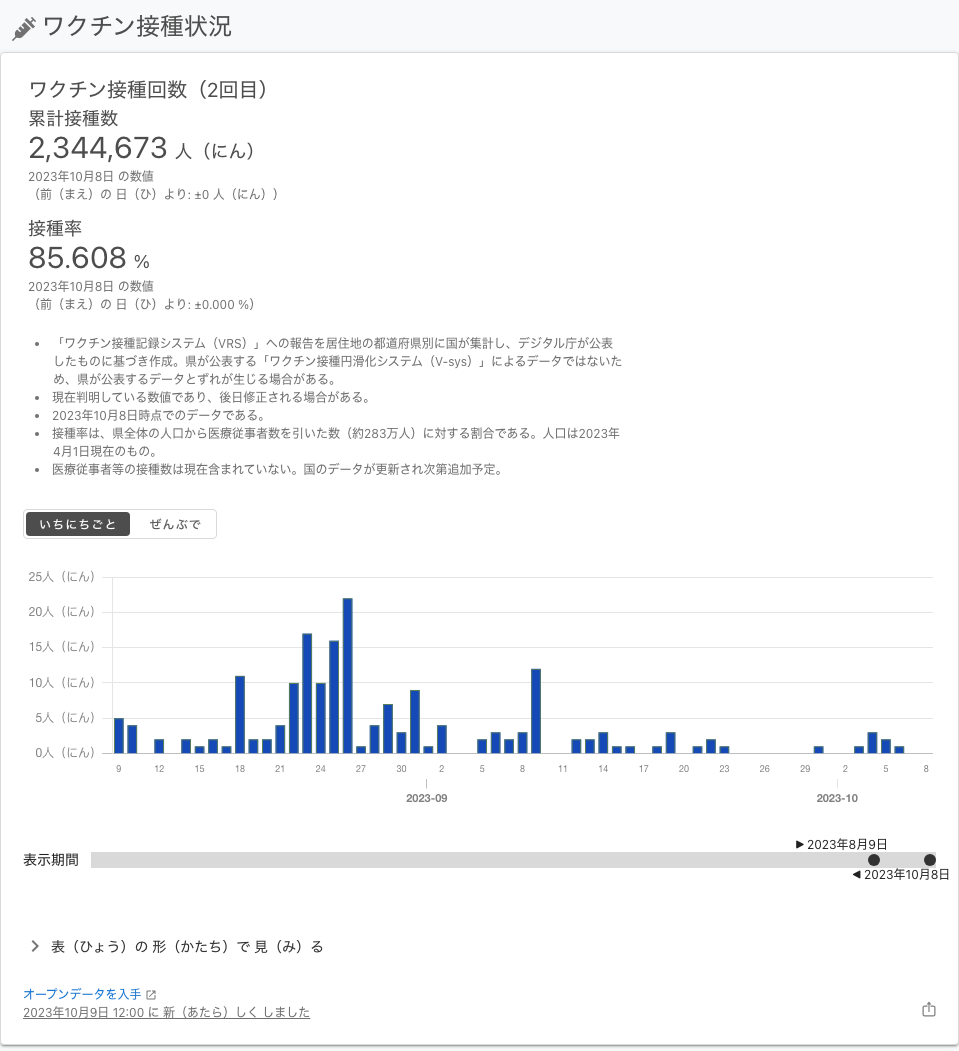 ワクチン接種状況
ワクチン接種回数（2回目）
累計接種数
2,344,673 人（にん）
2023年10月8日 の数値
（前（まえ）の 日（ひ）より: ±0 人（にん））
接種率
85.608 %
2023年10月8日 の数値
（前（まえ）の 日（ひ）より: ±0.000 %）
• 「ワクチン接種記録システム（VRS）」への報告を居住地の都道府県別に国が集計し、デジタル庁が公表
したものに基づき作成。県が公表する「ワクチン接種円滑化システム（V-sys）」によるデータではないた
め、県が公表するデータとずれが生じる場合がある。
• 現在判明している数値であり、後日修正される場合がある。
• 2023年10月8日時点でのデータである。
• 接種率は、県全体の人口から医療従事者数を引いた数（約283万人）に対する割合である。人口は2023年
4月1日現在のもの。
• 医療従事者等の接種数は現在含まれていない。国のデータが更新され次第追加予定。
いちにちごと ぜんぶで
25人（にん）
20人（にん）
15人（にん）
10人（にん）
5人（にん）
0人（にん）
9 12 15 18 21 24 27 30 2 5 8 11 14 17 20 23 26 29 2 5 8
2023-09 2023-10
▶ 2023年8月9日
表示期間
◀ 2023年10月8日
表（ひょう）の 形（かたち）で 見（み）る
オープンデータを入手
2023年10月9日 12:00 に 新（あたら）しく しました